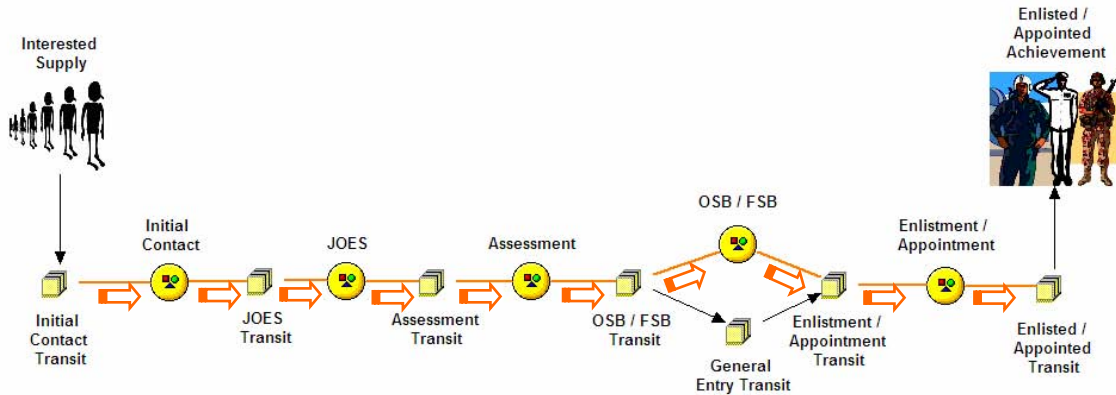 Interested
Supply
Enlisted /
Appointed
Achievement
Initial
Contact
JOES
Assessment
OSB / FSB
Enlistment /
Appointment
Initial
Contact
Transit
JOES
Transit
Assessment
Transit
OSB / FSB
Transit
General
Entry Transit
Enlistment /
Appointment
Transit
Enlisted /
Appointed
Transit